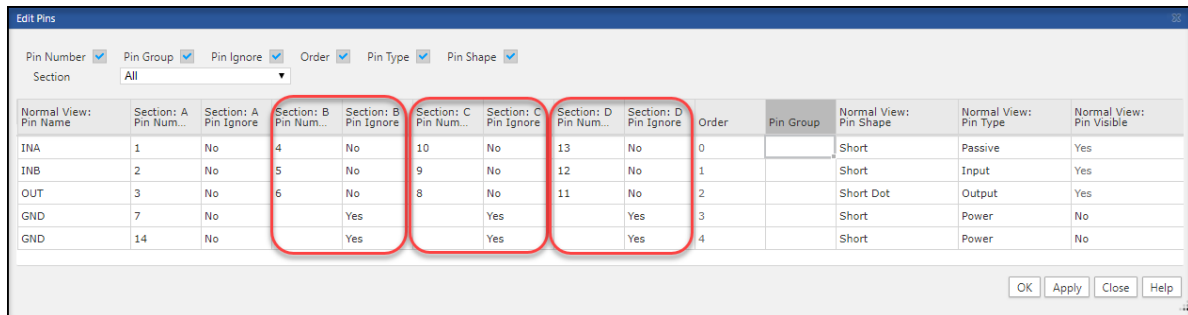 Edit Pins
Pin Number Pin Group Pin Ignore Order Pin Type Pin Shape
Section All
Normal View: Section: A Section: A Section: B Section: B Section: C Section: C Section: D Section: D Order Pin Group Normal View: Normal View: Normal View:
Pin Name Pin Num... Pin Ignore Pin Num... Pin Ignore Pin Num... Pin Ignore Pin Num... Pin Ignore Pin Shape Pin Type Pin Visible
INA 1 No 4 No 10 No 13 No 0 Short Passive Yes
INB 2 No 5 No 9 No 12 No 1 Short Input Yes
OUT 3 No 6 No 8 No 11 No 2 Short Dot Output Yes
GND 7 No Yes Yes Yes 3 Short Power No
GND 14 No Yes Yes Yes 4 Short Power No
OK Apply Close Help